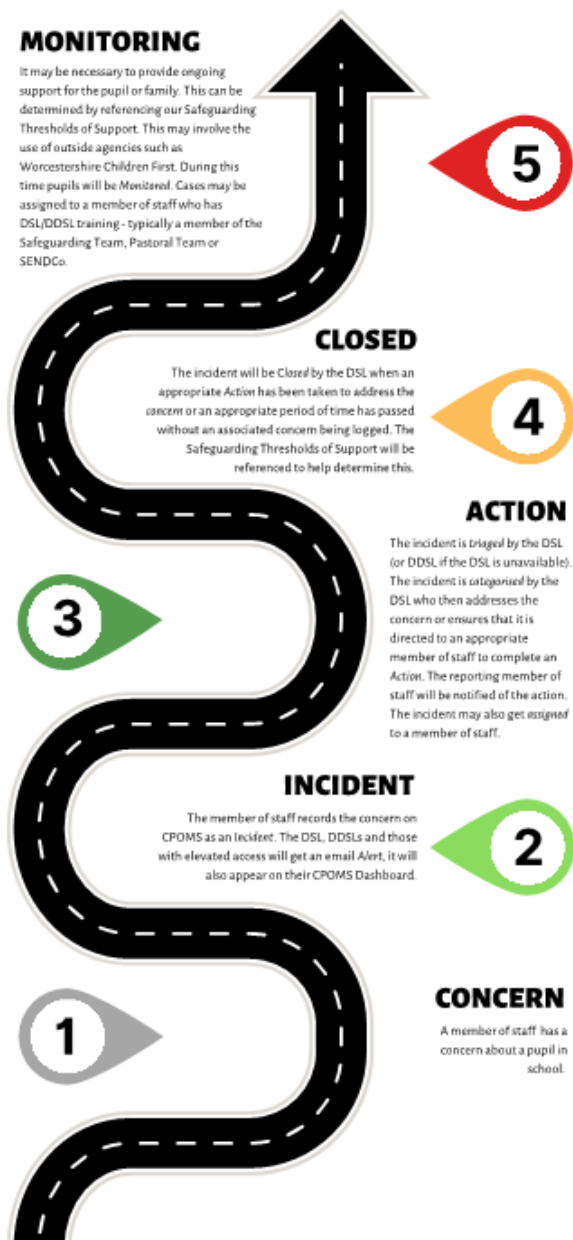 MONITORING
It may be necessary to provide ongoing
support for the pupil or family. This can be
determined by referencing our Safeguarding
Thresholds of Support. This may involve the
use of outside agencies such as
Worcestershire Children First. During this
time pupils will be Monitored. Cases may be
assigned to a member of staff who has
DSL/DDSL training - typically a member of the
Safeguarding Team, Pastoral Team or
SENDCo.
5
CLOSED
The incident will be Closed by the DSL when an
appropriate Action has been taken to address the
concern or an appropriate period of time has passed
without an associated concern being logged. The
Safeguarding Thresholds of Support will be
referenced to help determine this.
4
ACTION
The incident is triaged by the DSL
(or DDSL if the DSL is unavailable).
The incident is categorised by the
DSL who then addresses the
concern or ensures that it is
directed to an appropriate
member of staff to complete an
Action. The reporting member of
staff will be notified of the action.
The incident may also get assigned
to a member of staff.
3
INCIDENT
The member of staff records the concern on
CPOMS as an Incident. The DSL, DDSLs and those
with elevated access will get an email Alert, it will
also appear on their CPOMS Dashboard.
2
CONCERN
A member of staff has a
concern about a pupil in
school.
1